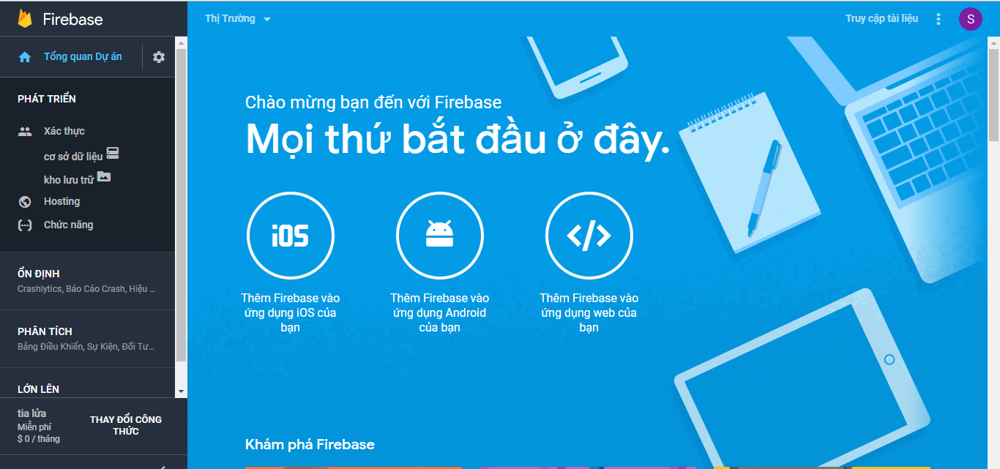 Firebase
Thị Trường
Truy cập tài liệu
S
Tổng quan Dự án
PHÁT TRIỂN
Xác thực
cơ sở dữ liệu
kho lưu trữ
Hosting
Chức năng
ỔN ĐỊNH
Crashlytics, Báo Cáo Crash, Hiệu ...
PHÂN TÍCH
Bảng Điều Khiển, Sự Kiện, Đối Tư...
LỚN LÊN
tia lửa
Miễn phí
$ 0 / tháng
THAY ĐỔI CÔNG
THỨC
Chào mừng bạn đến với Firebase
Mọi thứ bắt đầu ở đây.
iOS
Thêm Firebase vào
ứng dụng iOS của
bạn
Thêm Firebase vào
ứng dụng Android
của bạn
</>
Thêm Firebase vào
ứng dụng web của
bạn
Khám phá Firebase